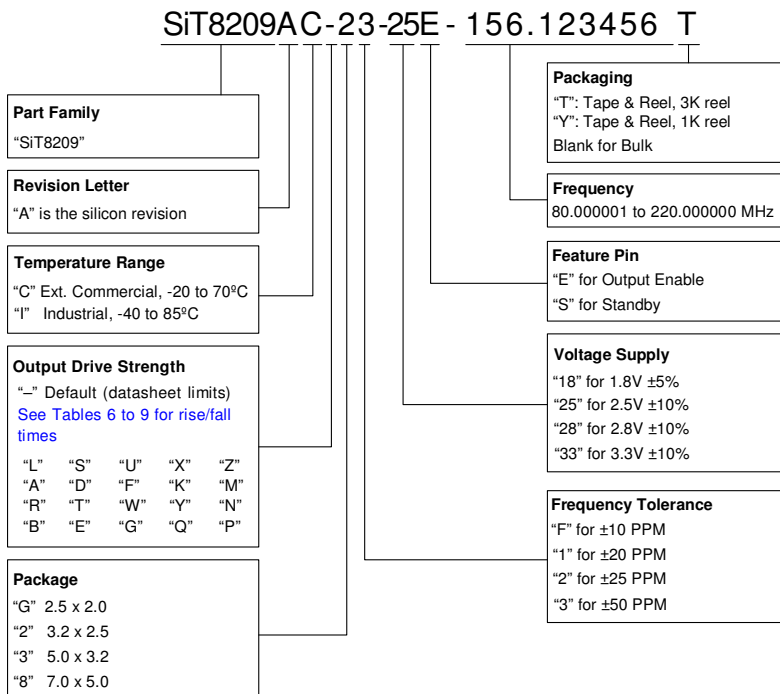 SiT8209AC-23-25E - 156.123456 T
Part Family
“SiT8209”
Revision Letter
“A” is the silicon revision
Temperature Range
“C” Ext. Commercial, -20 to 70ºC
“I” Industrial, -40 to 85ºC
Output Drive Strength
“–” Default (datasheet limits)
See Tables 6 to 9 for rise/fall
times
“L” “S” “U” “X” “Z”
“A” “D” “F” “K” “M”
“R” “T” “W” “Y” “N”
“B” “E” “G” “Q” “P”
Package
“G” 2.5 x 2.0
“2” 3.2 x 2.5
“3” 5.0 x 3.2
“8” 7.0 x 5.0
Packaging
“T”: Tape & Reel, 3K reel
“Y”: Tape & Reel, 1K reel
Blank for Bulk
Frequency
80.000001 to 220.000000 MHz
Feature Pin
“E” for Output Enable
“S” for Standby
Voltage Supply
“18” for 1.8V ±5%
“25” for 2.5V ±10%
“28” for 2.8V ±10%
“33” for 3.3V ±10%
Frequency Tolerance
“F” for ±10 PPM
“1” for ±20 PPM
“2” for ±25 PPM
“3” for ±50 PPM